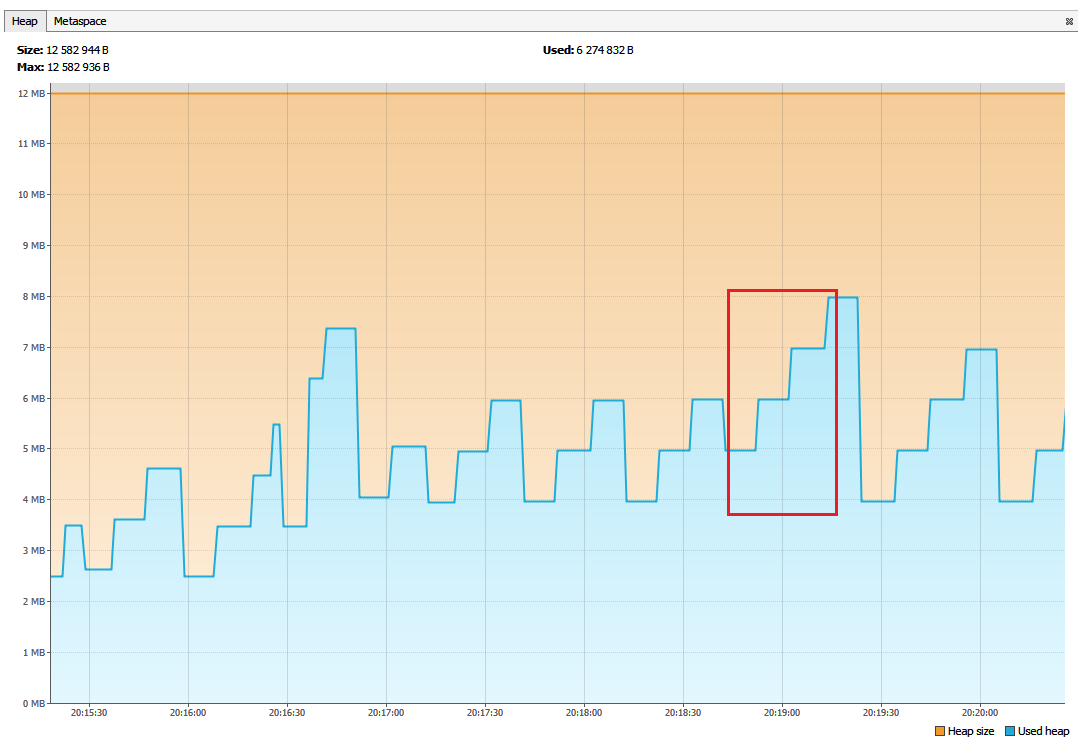 Heap Metaspace
Size: 12 582 944 B Used: 6 274 832 B
Max: 12 582 936 B
12 MB
11 MB
10 MB
9 MB
8 MB
7 MB
6 MB
5 MB
4 MB
3 MB
2 MB
1 MB
0 MB
20:15:30 20:16:00 20:16:30 20:17:00 20:17:30 20:18:00 20:18:30 20:19:00 20:19:30 20:20:00
Heap size Used heap